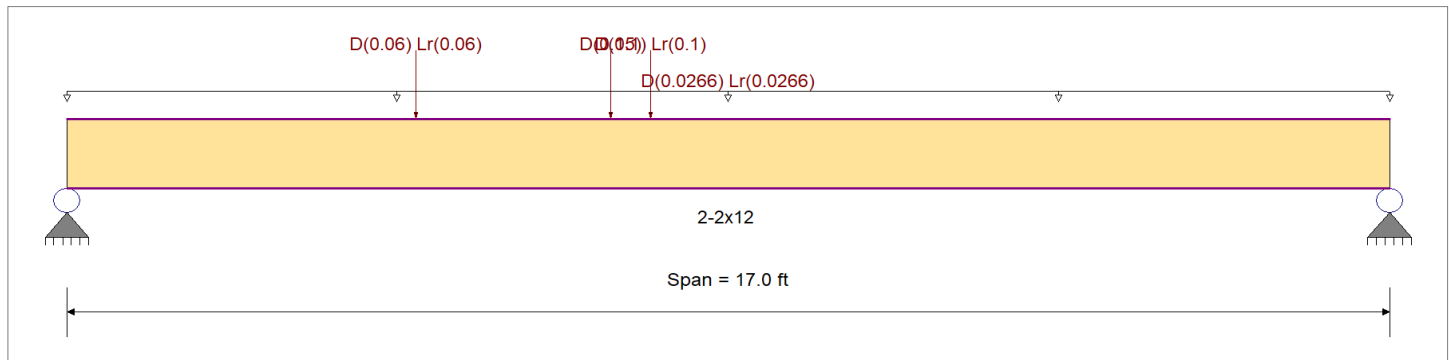 D(0.06) Lr(0.06)
Lr(0.1)
D(0.0266) Lr(0.0266)
2-2x12
Span = 17.0 ft